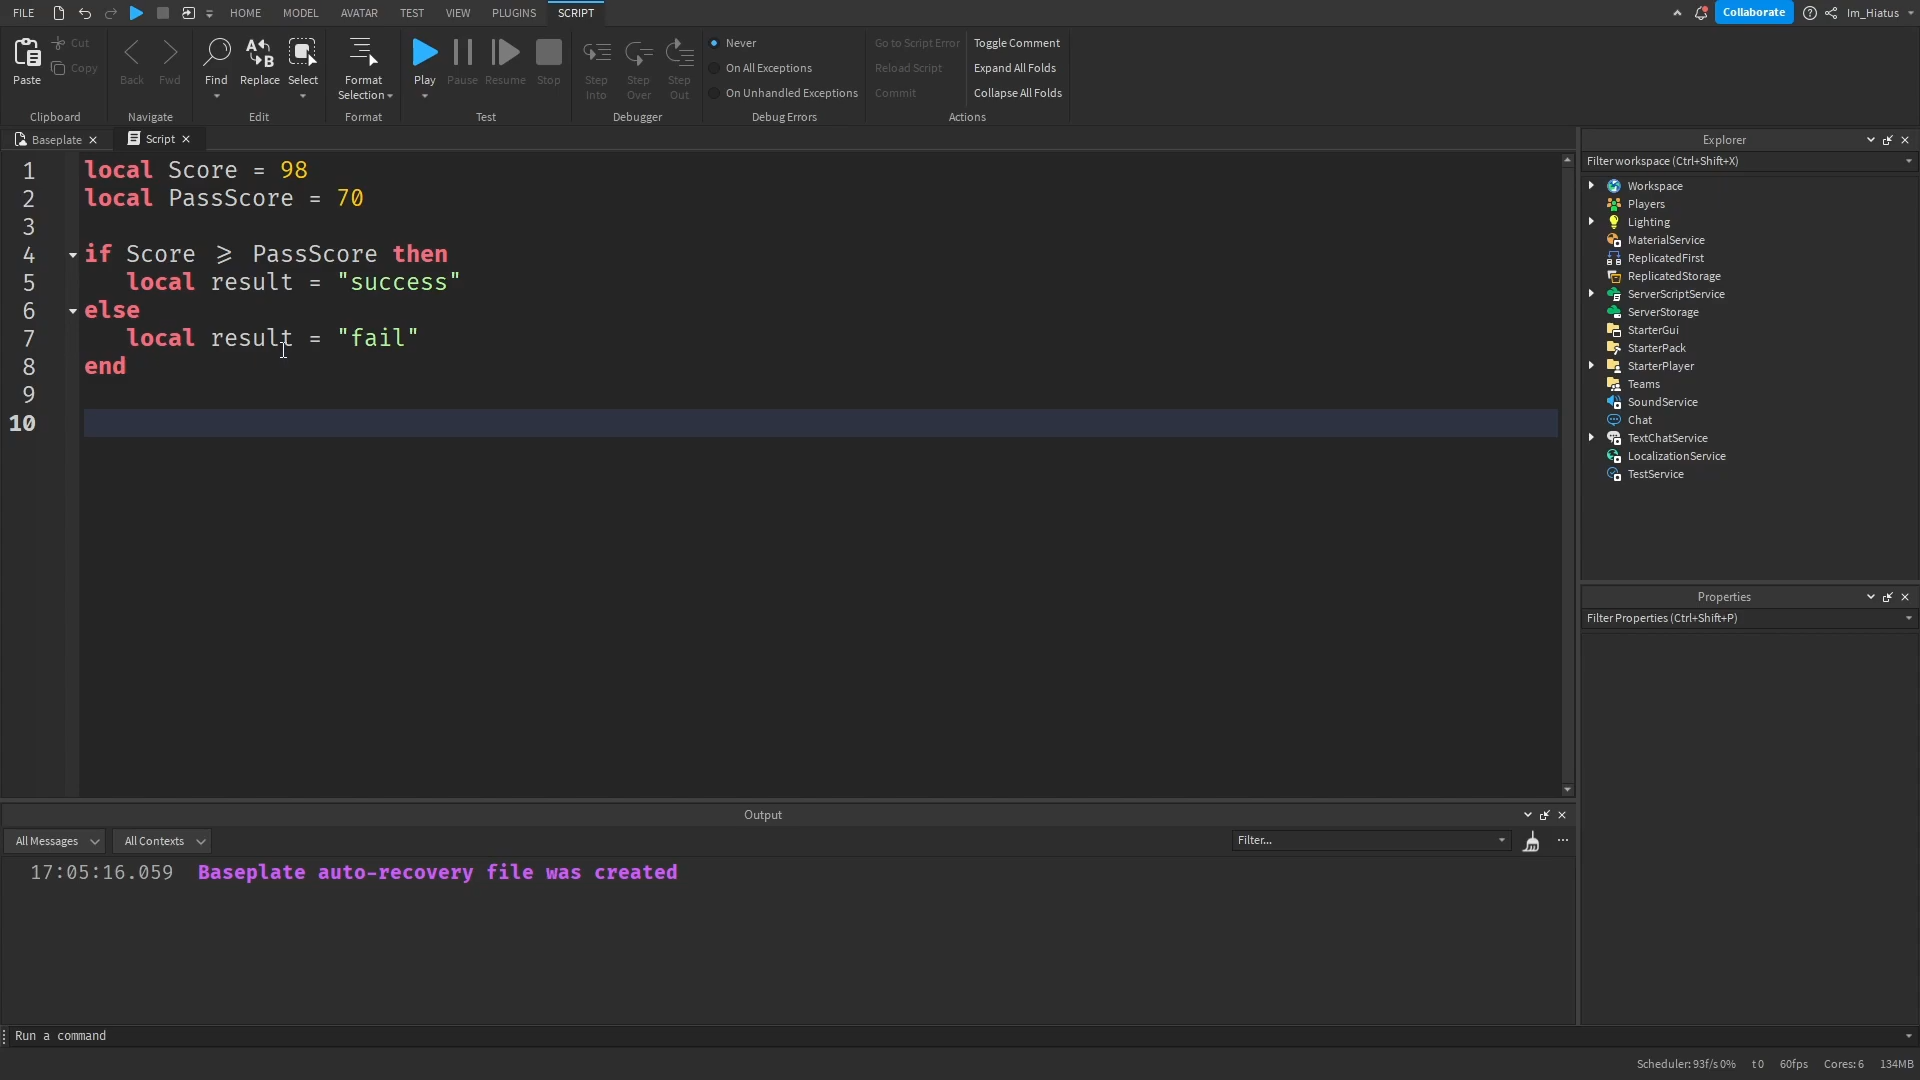 FILE HOME MODEL AVATAR TEST VIEW PLUGINS SCRIPT Collaborate Im_Hiatus
Paste Cut Copy Back Fwd Find Replace Select Format Selection Play Pause Resume Stop Step Into Step Over Step Out
Never Go to Script Error Toggle Comment
On All Exceptions Reload Script Expand All Folds
On Unhandled Exceptions Commit Collapse All Folds
Clipboard Navigate Edit Format Test Debugger Debug Errors Actions
Baseplate Script
1 local Score = 98
2 local PassScore = 70
3
4 if Score >= PassScore then
5 local result = "success"
6 else
7 local result = "fail"
8 end
9
10
Explorer
Filter workspace (Ctrl+Shift+X)
Workspace
Players
Lighting
MaterialService
ReplicatedFirst
ReplicatedStorage
ServerScriptService
ServerStorage
StarterGui
StarterPack
StarterPlayer
Teams
SoundService
Chat
TextChatService
LocalizationService
TestService
Properties
Filter Properties (Ctrl+Shift+P)
Output
All Messages All Contexts Filter...
17:05:16.059 Baseplate auto-recovery file was created
Run a command
Scheduler: 93f/s 0% t 0 60fps Cores: 6 134MB